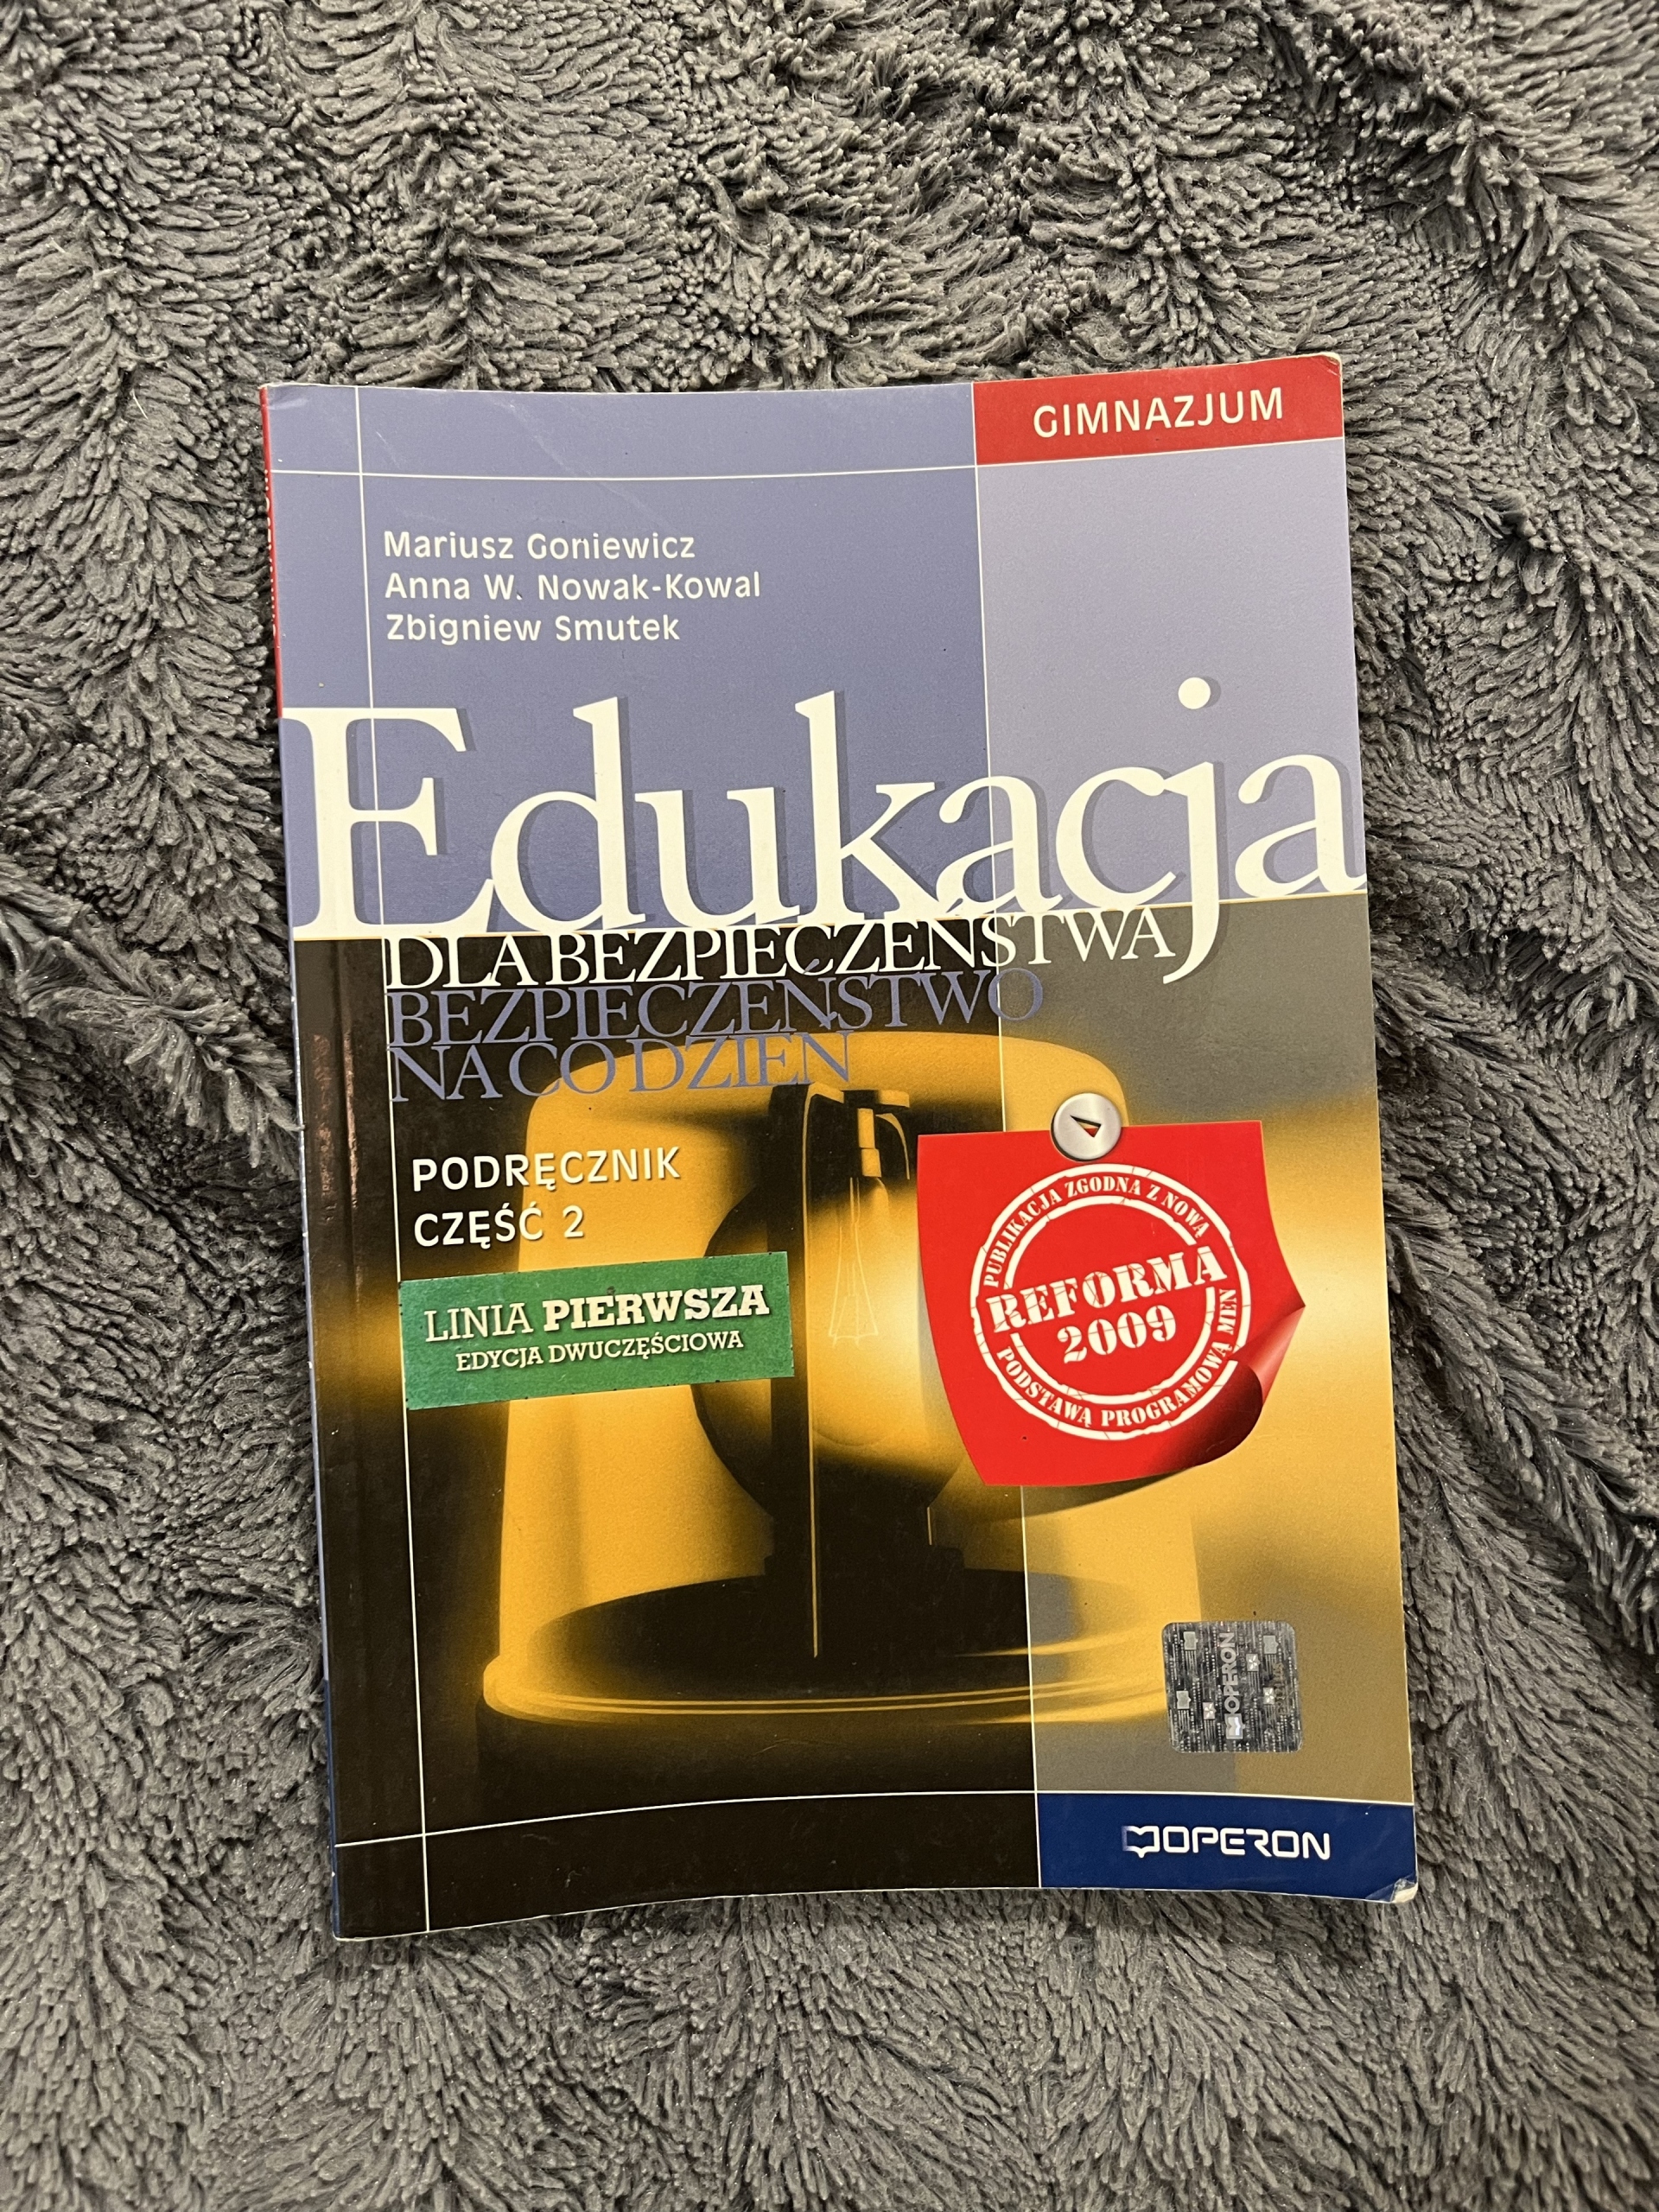 GIMNAZJUM
Mariusz Goniewicz
Anna W. Nowak-Kowal
Zbigniew Smutek
Edukacja
DLA BEZPIECZEŃSTWA
BEZPIECZEŃSTWO
NA CO DZIEŃ
PODRĘCZNIK
CZĘŚĆ 2
LINIA PIERWSZA
EDYCJA DWUCZĘŚCIOWA
PUBLIKACJA ZGODNA Z NOWĄ
REFORMA
2009
PODSTAWĄ PROGRAMOWĄ MEN
OPERON
OPERON